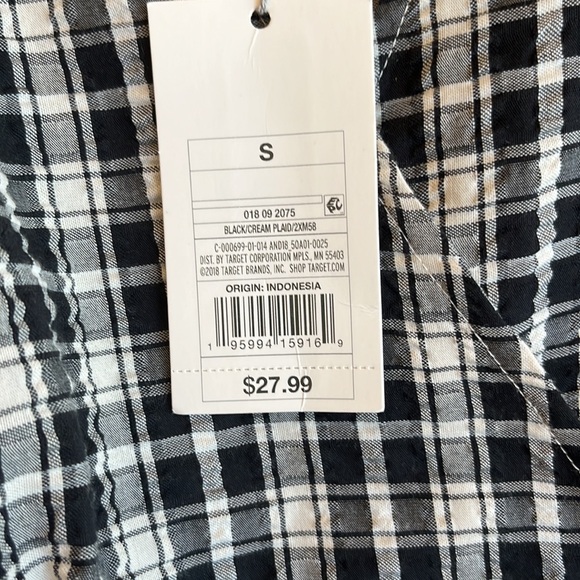 S
018 09 2075
BLACK/CREAM PLAID/2XM58
C-000699-01-014 AND18_50A01-0025
DIST. BY TARGET CORPORATION MPLS., MN 55403
©2018 TARGET BRANDS, INC. SHOP TARGET.COM
ORIGIN: INDONESIA
1 95994 15916 9
$27.99